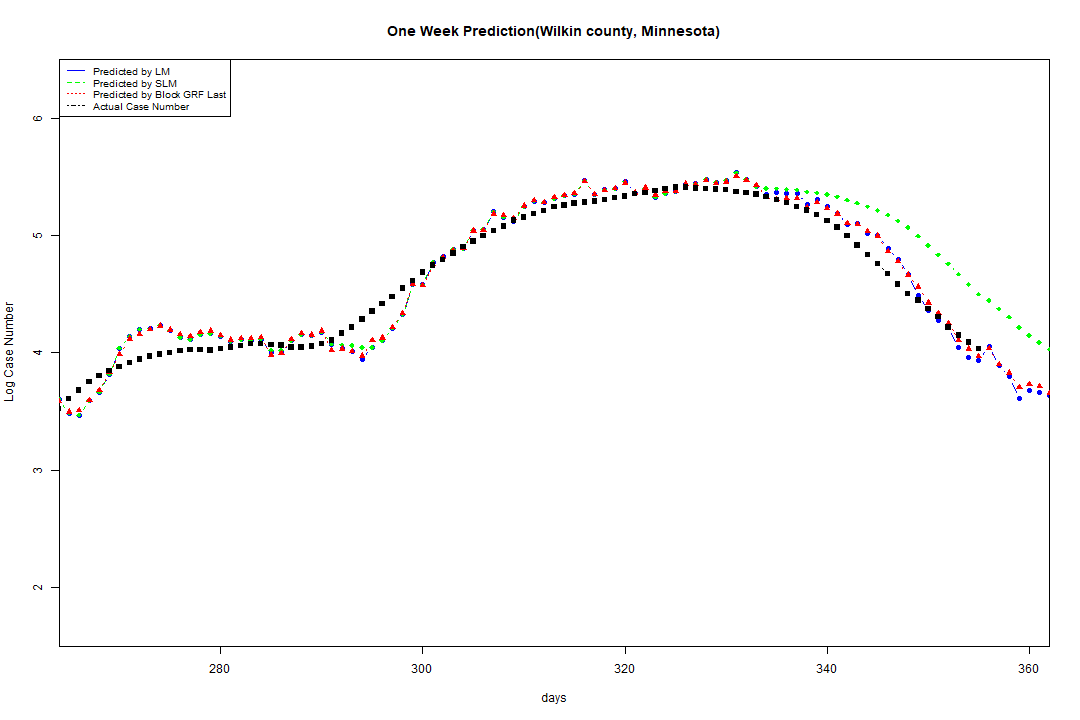 One Week Prediction(Wilkin county, Minnesota)
Predicted by LM
Predicted by SLM
Predicted by Block GRF Last
Actual Case Number
Log Case Number
6
5
4
3
2
280 300 320 340 360
days